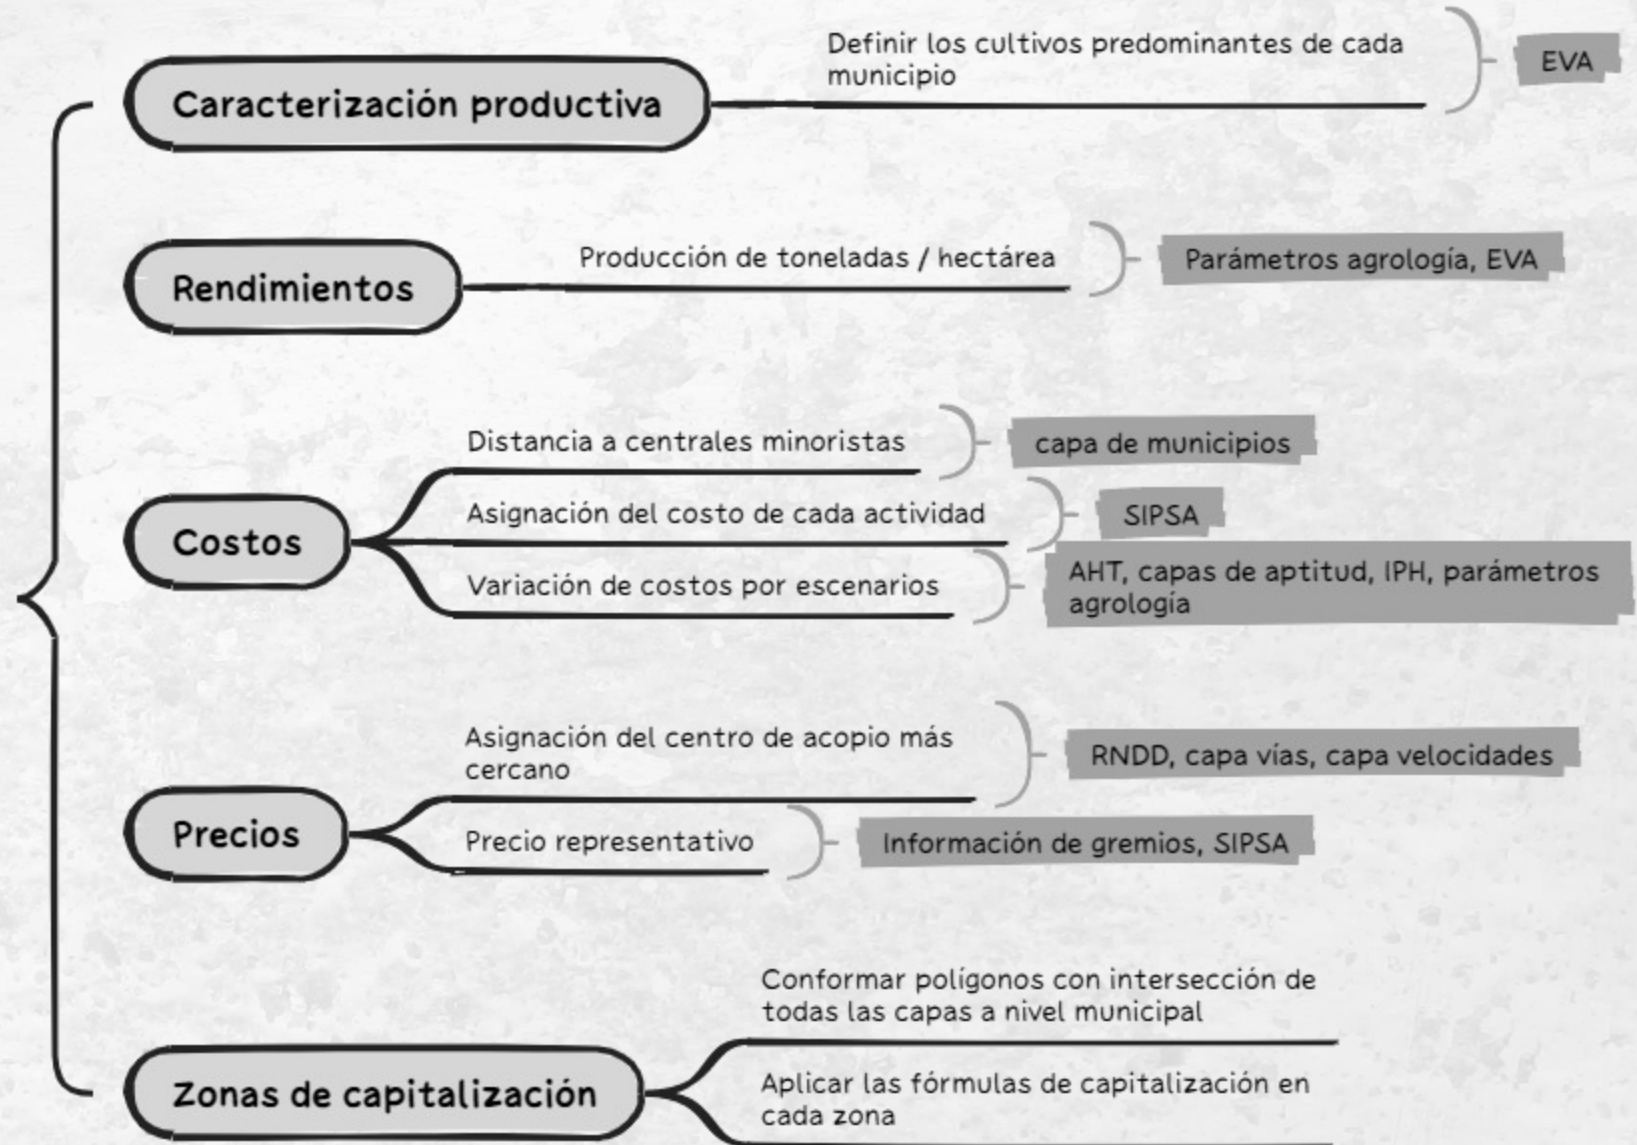 Caracterización productiva
Definir los cultivos predominantes de cada
municipio
EVA
Rendimientos
Producción de toneladas / hectárea
Parámetros agrología, EVA
Costos
Distancia a centrales minoristas
capa de municipios
Asignación del costo de cada actividad
SIPSA
Variación de costos por escenarios
AHT, capas de aptitud, IPH, parámetros
agrología
Precios
Asignación del centro de acopio más
cercano
RNDD, capa vías, capa velocidades
Precio representativo
Información de gremios, SIPSA
Zonas de capitalización
Conformar polígonos con intersección de
todas las capas a nivel municipal
Aplicar las fórmulas de capitalización en
cada zona